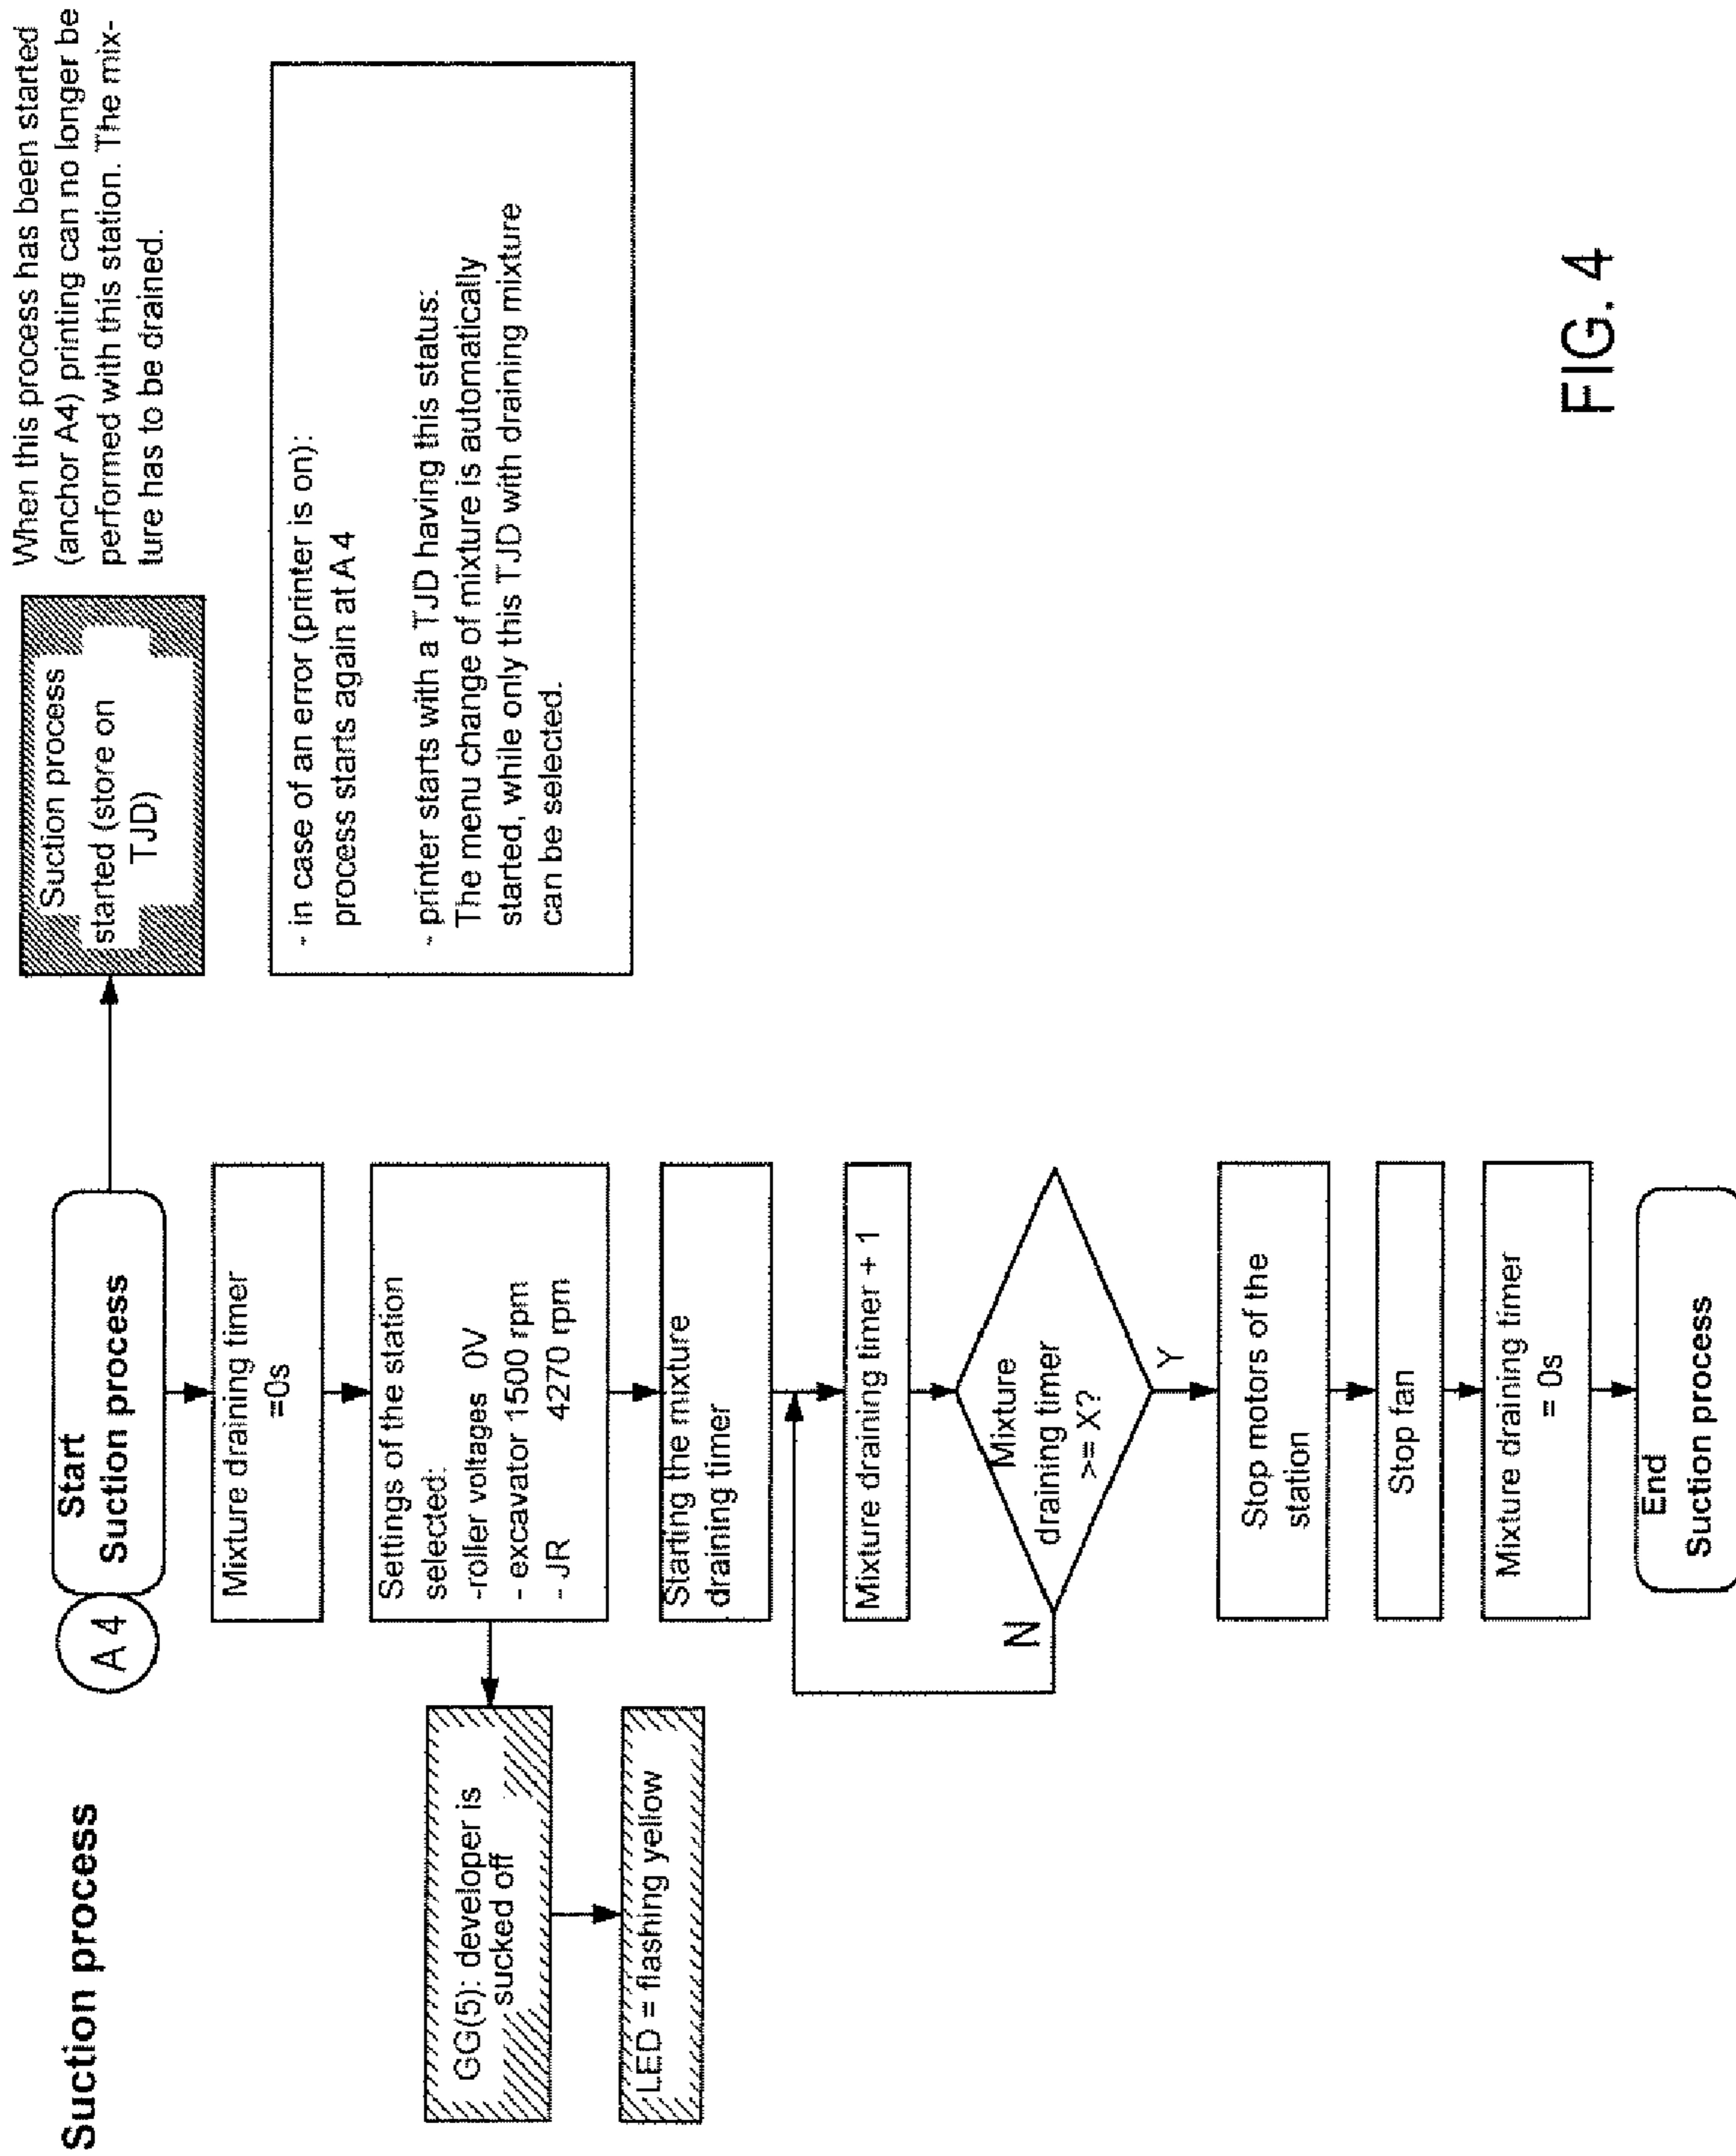 Suction process
A 4
Start
Suction process
Suction process
started (store on
TJD)
When this process has been started
(anchor A4) printing can no longer be
performed with this station. The mix-
ture has to be drained.
Mixture draining timer
=0s
Settings of the station
selected:
-roller voltages 0V
- excavator 1500 rpm
- JR 4270 rpm
GG(5): developer is
sucked off
LED = flashing yellow
- in case of an error (printer is on):
process starts again at A 4
- printer starts with a TJD having this status:
The menu change of mixture is automatically
started, while only this TJD with draining mixture
can be selected.
Starting the mixture
draining timer
Mixture draining timer + 1
Mixture
draining timer
>= X?
N
Y
Stop motors of the
station
Stop fan
Mixture draining timer
= 0s
End
Suction process
FIG. 4